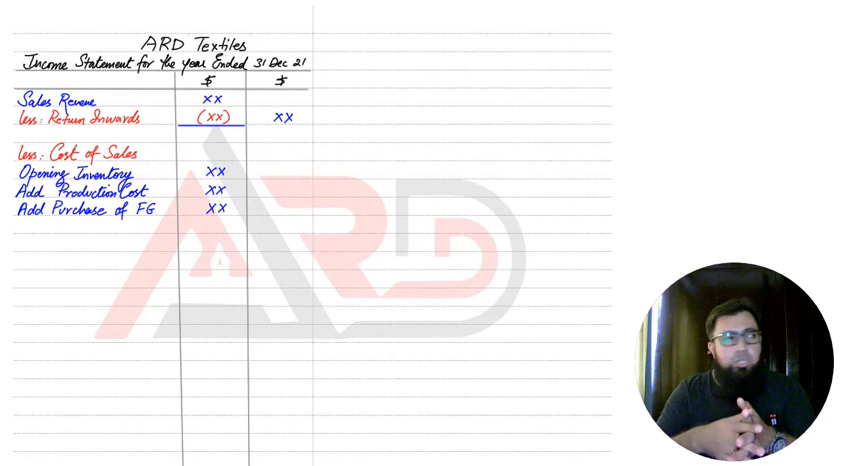 ARD Textiles
Income Statement for the year Ended 31 Dec 21
$ $
Sales Revenue XX
less: Return Inwards (XX) XX
less: Cost of Sales
Opening Inventory XX
Add Production Cost XX
Add Purchase of FG XX
ARD